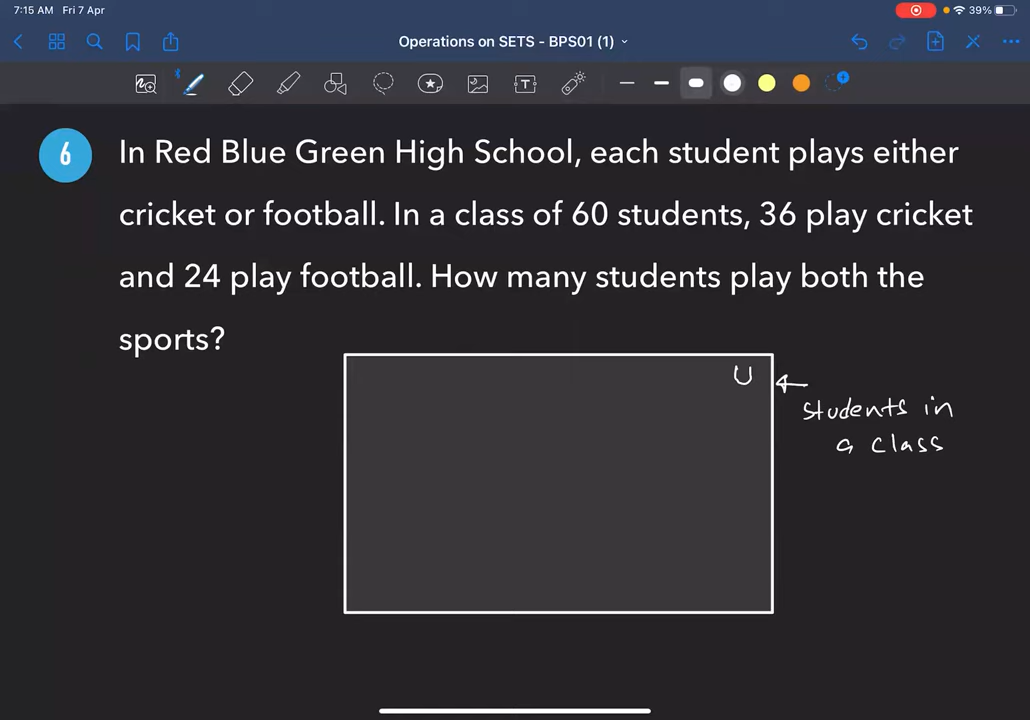 7:15 AM Fri 7 Apr
39%
Operations on SETS - BPS01 (1)
T
6
In Red Blue Green High School, each student plays either
cricket or football. In a class of 60 students, 36 play cricket
and 24 play football. How many students play both the
sports?
U
students in
a class